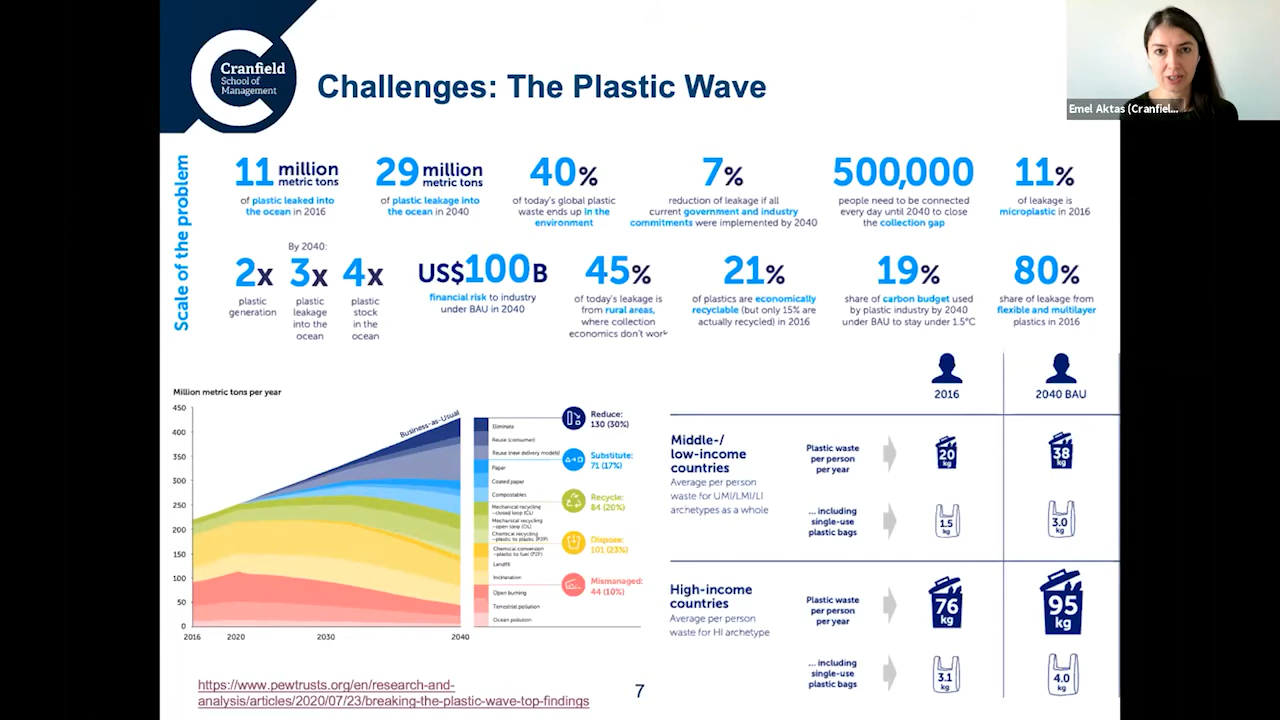 Cranfield
School of
Management
Challenges: The Plastic Wave
Emel Aktas (Cranfiel...
Scale of the problem
11 million
metric tons
of plastic leaked into
the ocean in 2016
29 million
metric tons
of plastic leakage into
the ocean in 2040
40%
of today's global plastic
waste ends up in the
environment
7%
reduction of leakage if all
current government and industry
commitments were implemented by 2040
500,000
people need to be connected
every day until 2040 to close
the collection gap
11%
of leakage is
microplastic in 2016
By 2040:
2x
plastic
generation
3x
plastic
leakage
into the
ocean
4x
plastic
stock
in the
ocean
US$100B
financial risk to industry
under BAU in 2040
45%
of today's leakage is
from rural areas,
where collection
economics don't work
21%
of plastics are economically
recyclable (but only 15% are
actually recycled) in 2016
19%
share of carbon budget used
by plastic industry by 2040
under BAU to stay under 1.5°C
80%
share of leakage from
flexible and multilayer
plastics in 2016
Million metric tons per year
450
400
350
300
250
200
150
100
50
0
2016
2020
2030
2040
Business-as-Usual
Eliminate
Reuse (consumer)
Reuse (new delivery models)
Paper
Coated paper
Compostables
Mechanical recycling
–closed loop (CL)
Mechanical recycling
–open loop (OL)
Chemical recycling
–plastic to plastic (P2P)
Chemical conversion
–plastic to fuel (P2F)
Landfill
Incineration
Open burning
Terrestrial pollution
Ocean pollution
Reduce:
130 (30%)
Substitute:
71 (17%)
Recycle:
84 (20%)
Dispose:
101 (23%)
Mismanaged:
44 (10%)
2016
2040 BAU
Middle-/
low-income
countries
Average per person
waste for UMI/LMI/LI
archetypes as a whole
Plastic waste
per person
per year
20
kg
38
kg
... including
single-use
plastic bags
1.5
kg
3.0
kg
High-income
countries
Average per person
waste for HI archetype
Plastic waste
per person
per year
76
kg
95
kg
... including
single-use
plastic bags
3.1
kg
4.0
kg
https://www.pewtrusts.org/en/research-and-
analysis/articles/2020/07/23/breaking-the-plastic-wave-top-findings
7